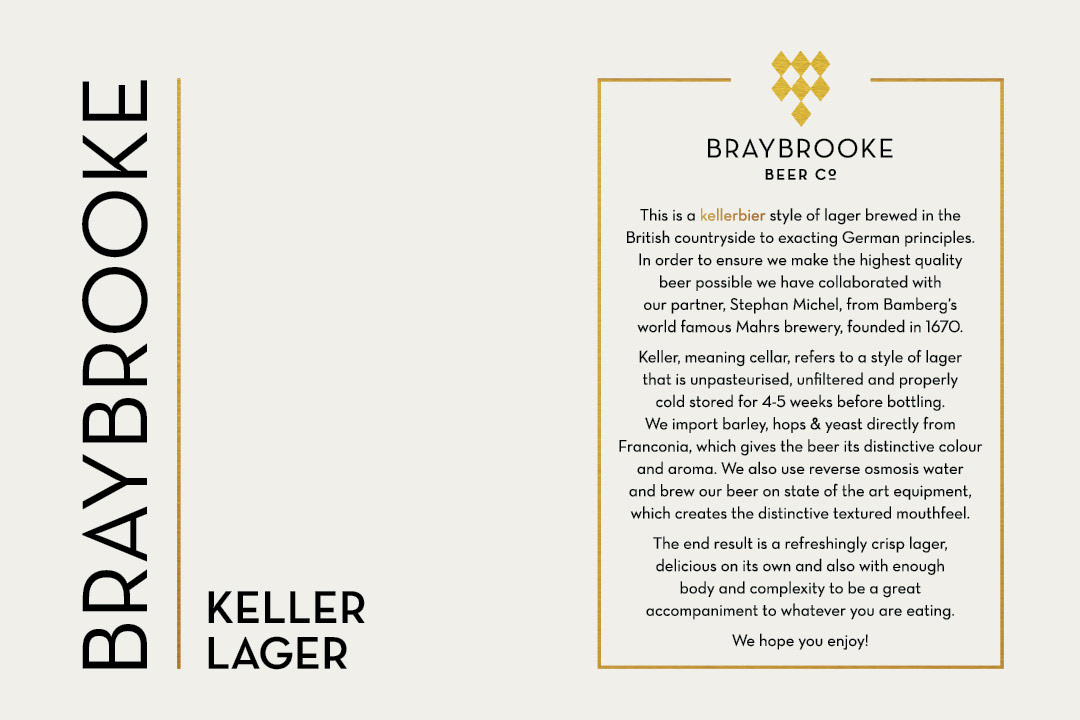 BRAYBROOKE
KELLER
LAGER
BRAYBROOKE
BEER Cº
This is a kellerbier style of lager brewed in the
British countryside to exacting German principles.
In order to ensure we make the highest quality
beer possible we have collaborated with
our partner, Stephan Michel, from Bamberg's
world famous Mahrs brewery, founded in 1670.
Keller, meaning cellar, refers to a style of lager
that is unpasteurised, unfiltered and properly
cold stored for 4-5 weeks before bottling.
We import barley, hops & yeast directly from
Franconia, which gives the beer its distinctive colour
and aroma. We also use reverse osmosis water
and brew our beer on state of the art equipment,
which creates the distinctive textured mouthfeel.
The end result is a refreshingly crisp lager,
delicious on its own and also with enough
body and complexity to be a great
accompaniment to whatever you are eating.
We hope you enjoy!